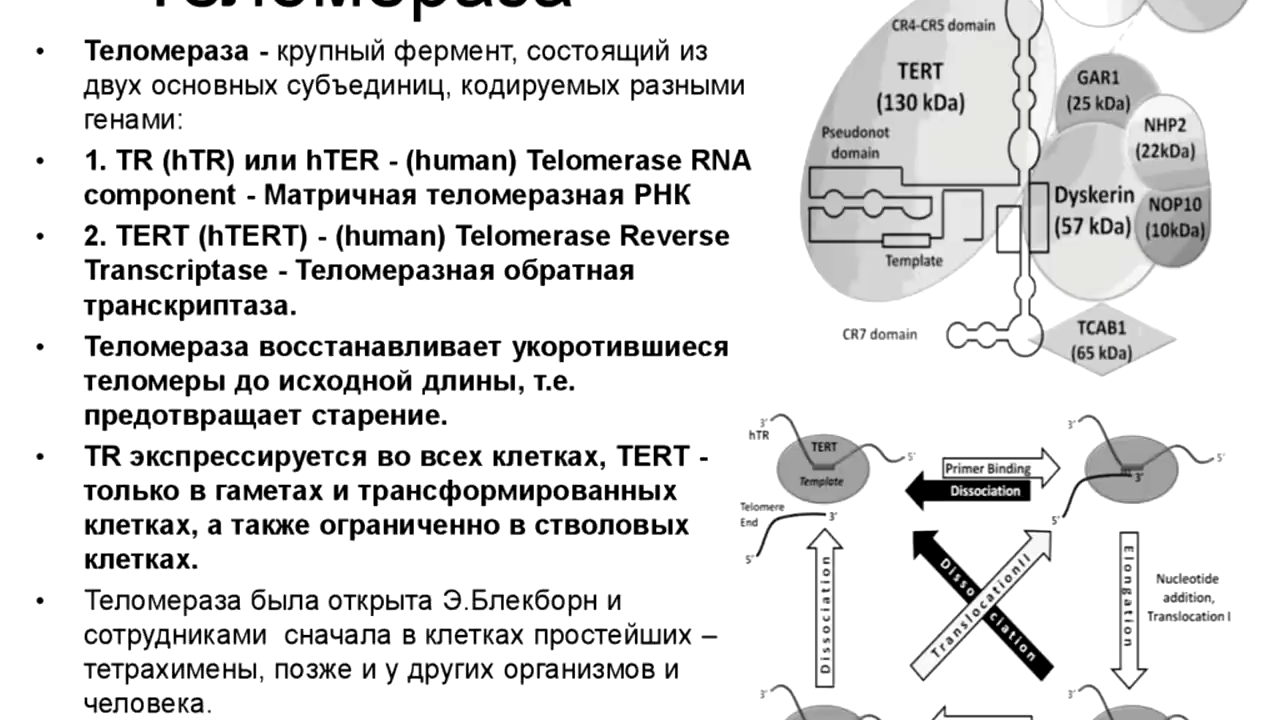 Теломераза
• Теломераза - крупный фермент, состоящий из
двух основных субъединиц, кодируемых разными
генами:
• 1. TR (hTR) или hTER - (human) Telomerase RNA
component - Матричная теломеразная РНК
• 2. TERT (hTERT) - (human) Telomerase Reverse
Transcriptase - Теломеразная обратная
транскриптаза.
• Теломераза восстанавливает укоротившиеся
теломеры до исходной длины, т.е.
предотвращает старение.
• TR экспрессируется во всех клетках, TERT -
только в гаметах и трансформированных
клетках, а также ограниченно в стволовых
клетках.
• Теломераза была открыта Э.Блекборн и
сотрудниками сначала в клетках простейших –
тетрахимены, позже и у других организмов и
человека.
CR4-CR5 domain
TERT
(130 kDa)
Pseudonot
domain
Template
GAR1
(25 kDa)
NHP2
(22kDa)
Dyskerin
(57 kDa)
NOP10
(10kDa)
CR7 domain
TCAB1
(65 kDa)
3'
hTR
TERT
Template
5'
Telomere
End
3'
5'
Primer Binding
Dissociation
3'
5'
3'
5'
Dissociation
Dissociation
Translocation II
Elongation
Nucleotide
addition,
Translocation I
3'
3'